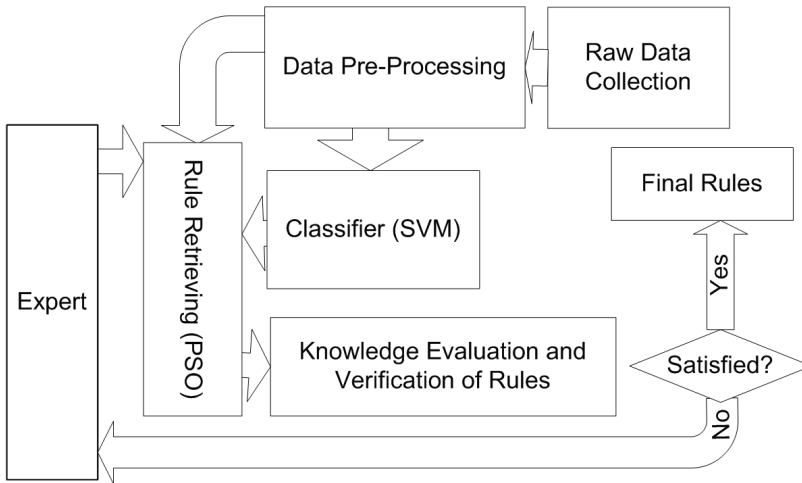 Data Pre-Processing
Raw Data
Collection
Expert
Rule Retrieving (PSO)
Classifier (SVM)
Final Rules
Yes
Knowledge Evaluation and
Verification of Rules
Satisfied?
No